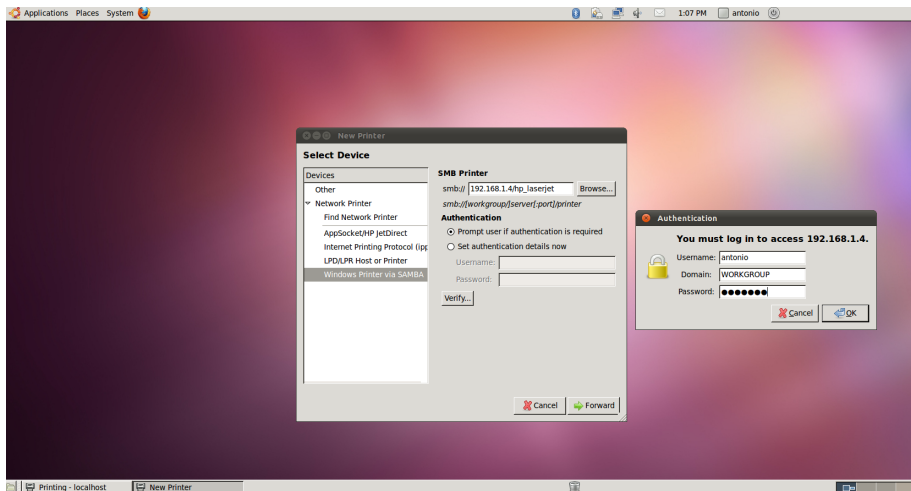 Applications Places System 1:07 PM antonio
New Printer
Select Device
Devices
Other
Network Printer
Find Network Printer
AppSocket/HP JetDirect
Internet Printing Protocol (ipp
LPD/LPR Host or Printer
Windows Printer via SAMBA
SMB Printer
smb:// 192.168.1.4/hp_laserjet Browse...
smb://[workgroup/]server[:port]/printer
Authentication
Prompt user if authentication is required
Set authentication details now
Username:
Password:
Verify...
Cancel Forward
Authentication
You must log in to access 192.168.1.4.
Username: antonio
Domain: WORKGROUP
Password: ●●●●●●●
Cancel OK
Printing - localhost New Printer